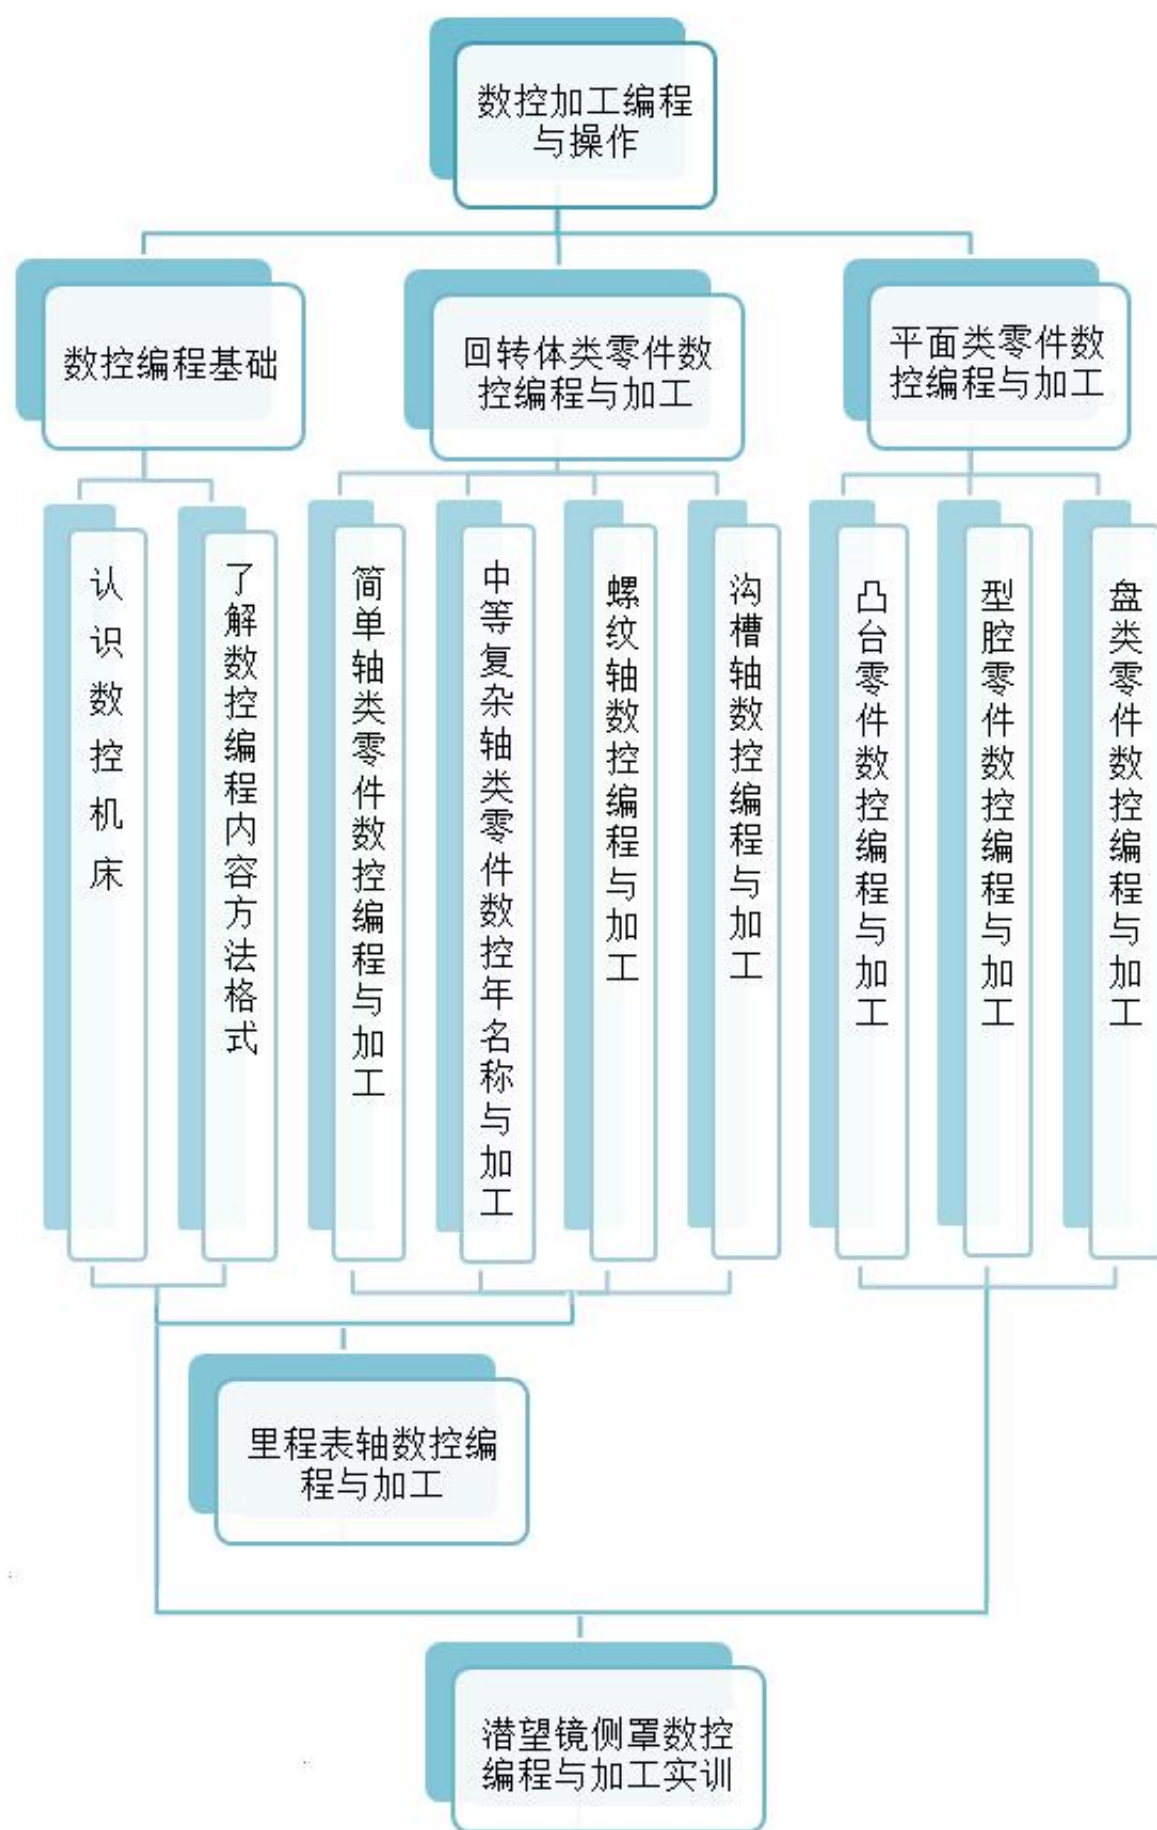 数控加工编程
与操作
数控编程基础
回转体类零件数
控编程与加工
平面类零件数
控编程与加工
认识数控机床
了解数控编程内容方法格式
简单轴类零件数控编程与加工
中等复杂轴类零件数控年名称与加工
螺纹轴数控编程与加工
沟槽轴数控编程与加工
凸台零件数控编程与加工
型腔零件数控编程与加工
盘类零件数控编程与加工
里程表轴数控编
程与加工
潜望镜侧罩数控
编程与加工实训